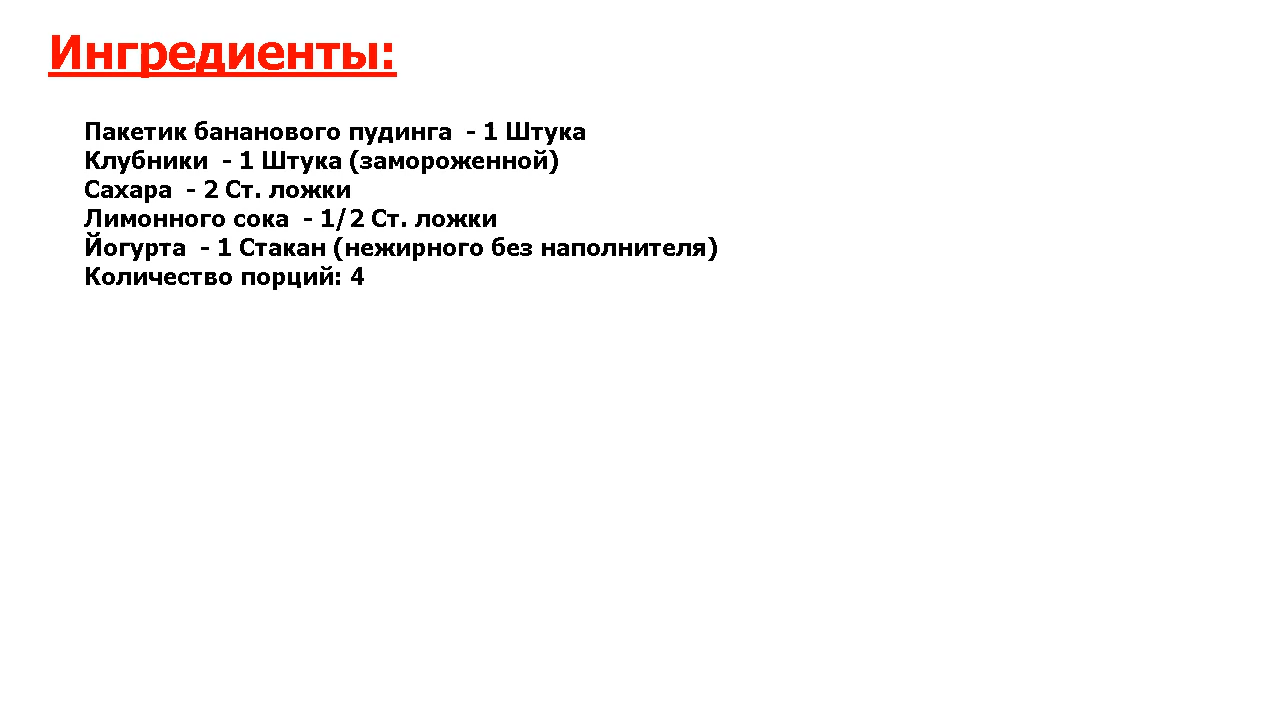 Ингредиенты:
Пакетик бананового пудинга  - 1 Штука
Клубники  - 1 Штука (замороженной)
Сахара  - 2 Ст. ложки
Лимонного сока  - 1/2 Ст. ложки
Йогурта  - 1 Стакан (нежирного без наполнителя)
Количество порций: 4